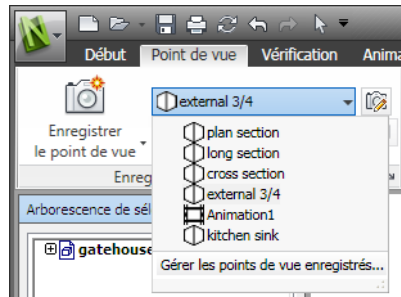 Début Point de vue Vérification Anima
external 3/4
Enregistrer
le point de vue
plan section
long section
cross section
external 3/4
Animation1
kitchen sink
Gérer les points de vue enregistrés...
Enreg
Arborescence de sél
gatehouse